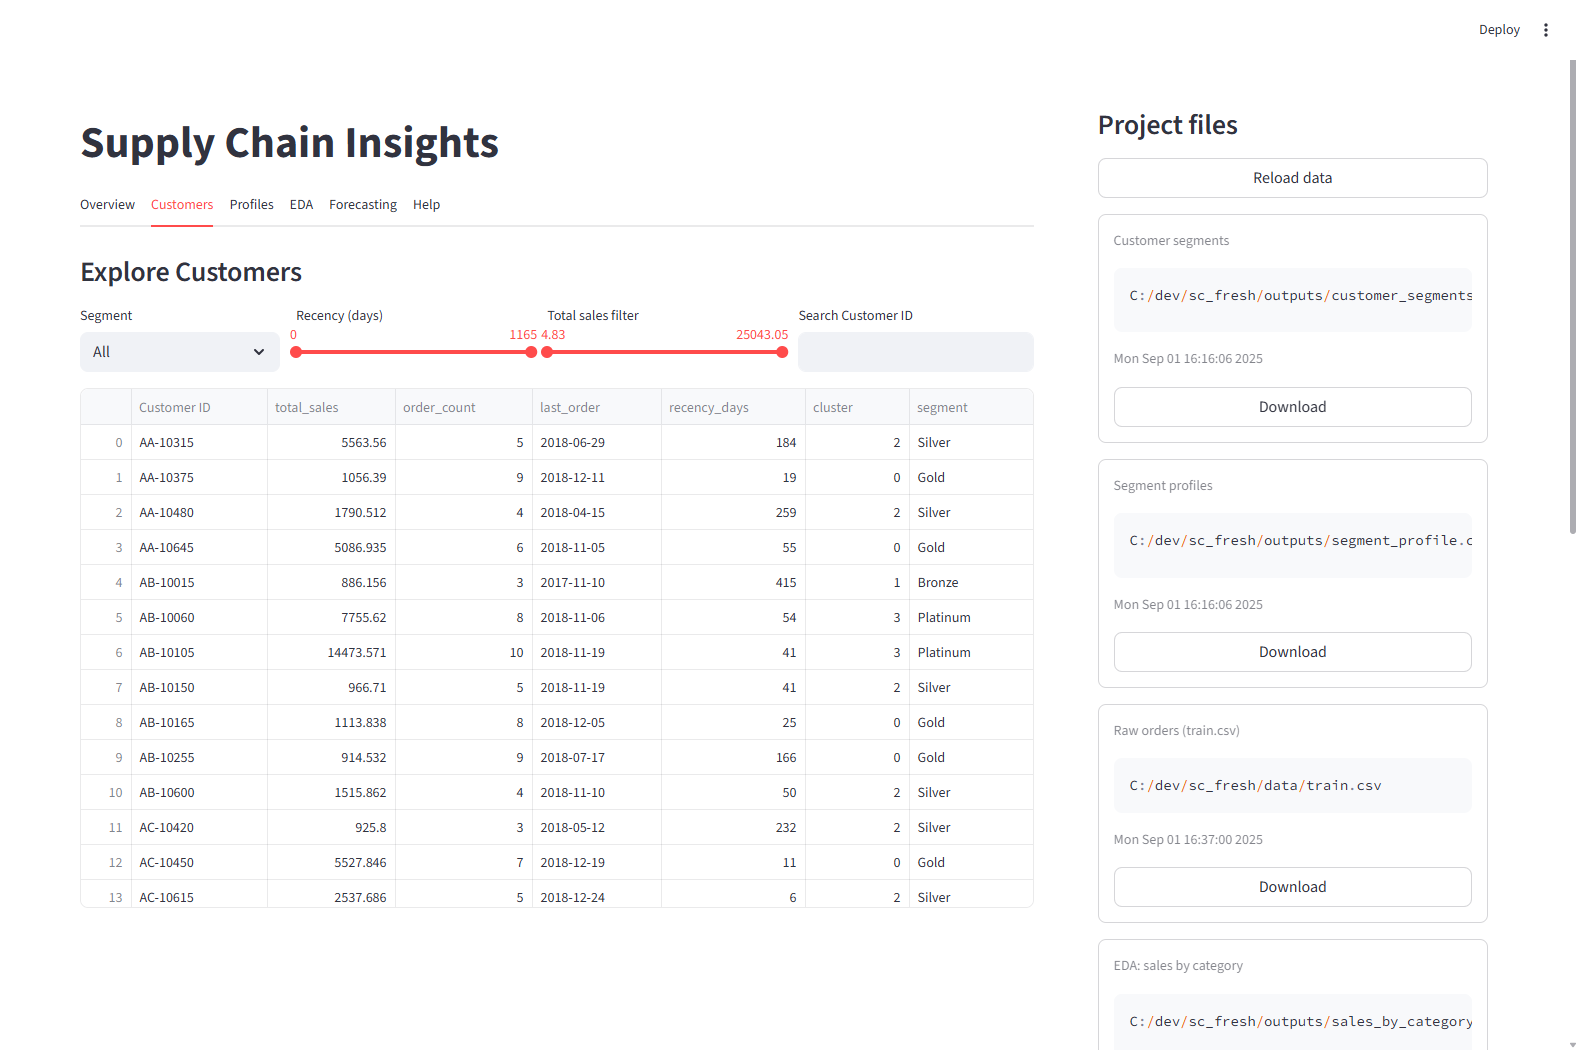 Deploy
Supply Chain Insights
Overview Customers Profiles EDA Forecasting Help
Explore Customers
Segment Recency (days) Total sales filter Search Customer ID
0 1165 4.83 25043.05
All
Customer ID total_sales order_count last_order recency_days cluster segment
0 AA-10315 5563.56 5 2018-06-29 184 2 Silver
1 AA-10375 1056.39 9 2018-12-11 19 0 Gold
2 AA-10480 1790.512 4 2018-04-15 259 2 Silver
3 AA-10645 5086.935 6 2018-11-05 55 0 Gold
4 AB-10015 886.156 3 2017-11-10 415 1 Bronze
5 AB-10060 7755.62 8 2018-11-06 54 3 Platinum
6 AB-10105 14473.571 10 2018-11-19 41 3 Platinum
7 AB-10150 966.71 5 2018-11-19 41 2 Silver
8 AB-10165 1113.838 8 2018-12-05 25 0 Gold
9 AB-10255 914.532 9 2018-07-17 166 0 Gold
10 AB-10600 1515.862 4 2018-11-10 50 2 Silver
11 AC-10420 925.8 3 2018-05-12 232 2 Silver
12 AC-10450 5527.846 7 2018-12-19 11 0 Gold
13 AC-10615 2537.686 5 2018-12-24 6 2 Silver
Project files
Reload data
Customer segments
C:/dev/sc_fresh/outputs/customer_segments
Mon Sep 01 16:16:06 2025
Download
Segment profiles
C:/dev/sc_fresh/outputs/segment_profile.c
Mon Sep 01 16:16:06 2025
Download
Raw orders (train.csv)
C:/dev/sc_fresh/data/train.csv
Mon Sep 01 16:37:00 2025
Download
EDA: sales by category
C:/dev/sc_fresh/outputs/sales_by_category